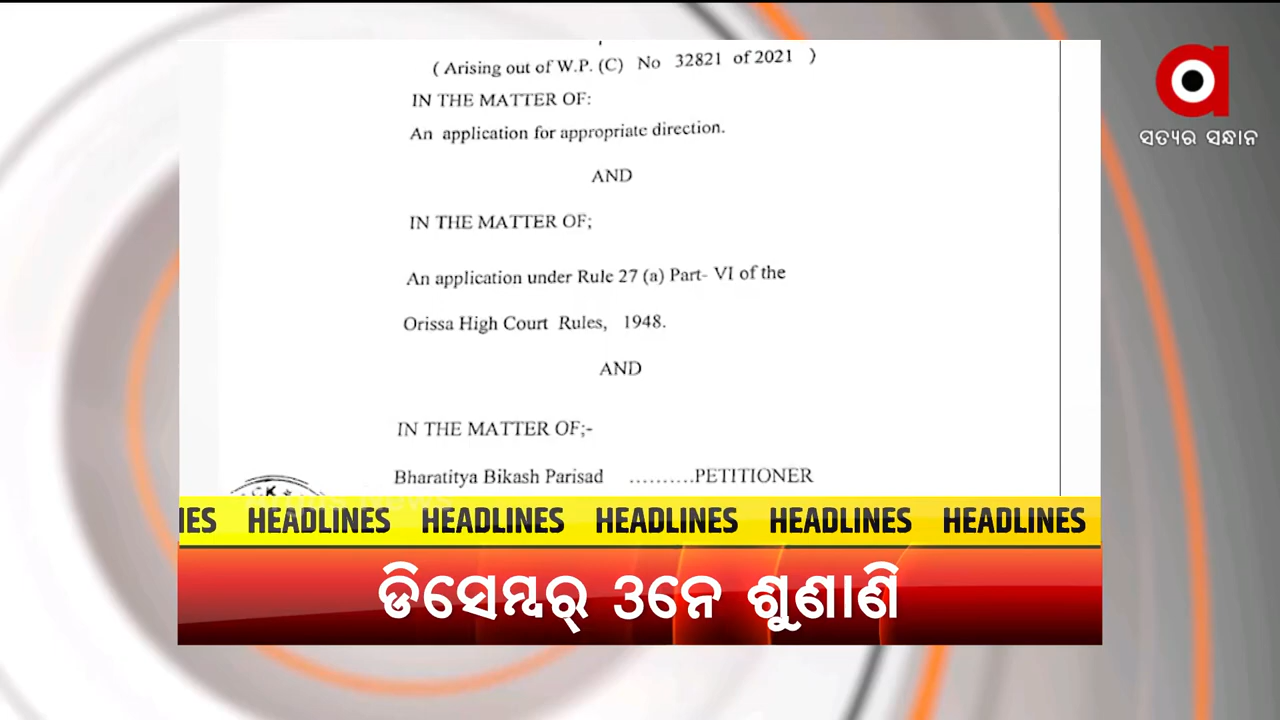 ( Arising out of W.P. (C) No 32821 of 2021 )
IN THE MATTER OF:
An application for appropriate direction.
AND
IN THE MATTER OF;
An application under Rule 27 (a) Part- VI of the
Orissa High Court Rules, 1948.
AND
IN THE MATTER OF;-
Bharatitya Bikash Parisad ..........PETITIONER
ସତ୍ୟର ସନ୍ଧାନ
Argus News
IES HEADLINES HEADLINES HEADLINES HEADLINES HEADLINES
ଡିସେମ୍ବର୍ 3ନେ ଶୁଣାଣି